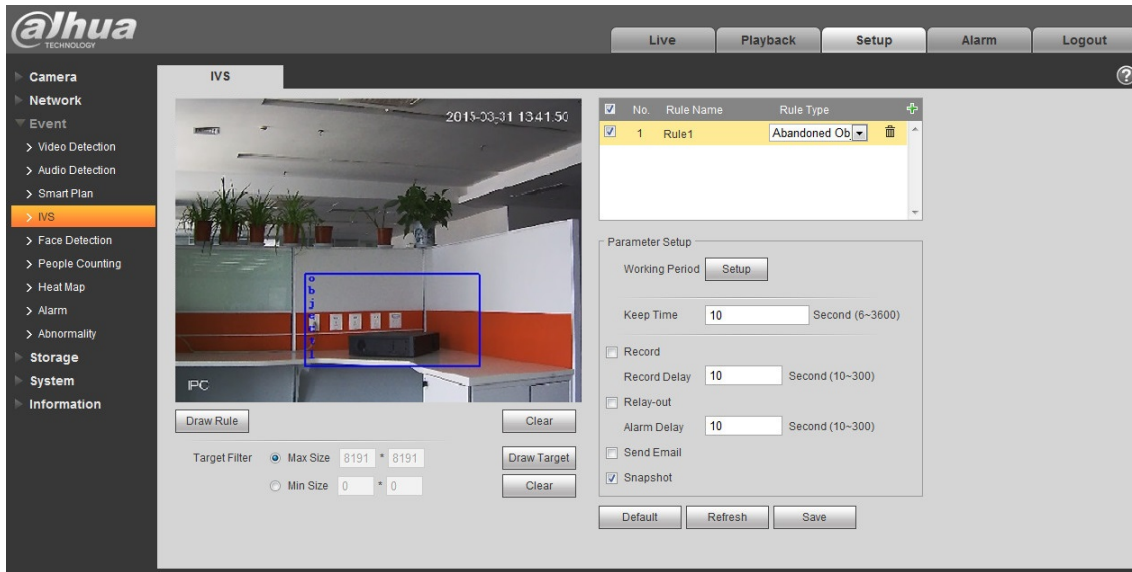 alhua
TECHNOLOGY
Live
Playback
Setup
Alarm
Logout
Camera
Network
Event
Video Detection
Audio Detection
Smart Plan
IVS
Face Detection
People Counting
Heat Map
Alarm
Abnormality
Storage
System
Information
IVS
2015-03-31 13:41:50
object1
IPC
Draw Rule
Clear
Target Filter
Max Size 8191 * 8191
Draw Target
Min Size 0 * 0
Clear
No. Rule Name Rule Type
1 Rule1 Abandoned Ob
Parameter Setup
Working Period Setup
Keep Time 10 Second (6~3600)
Record
Record Delay 10 Second (10~300)
Relay-out
Alarm Delay 10 Second (10~300)
Send Email
Snapshot
Default
Refresh
Save